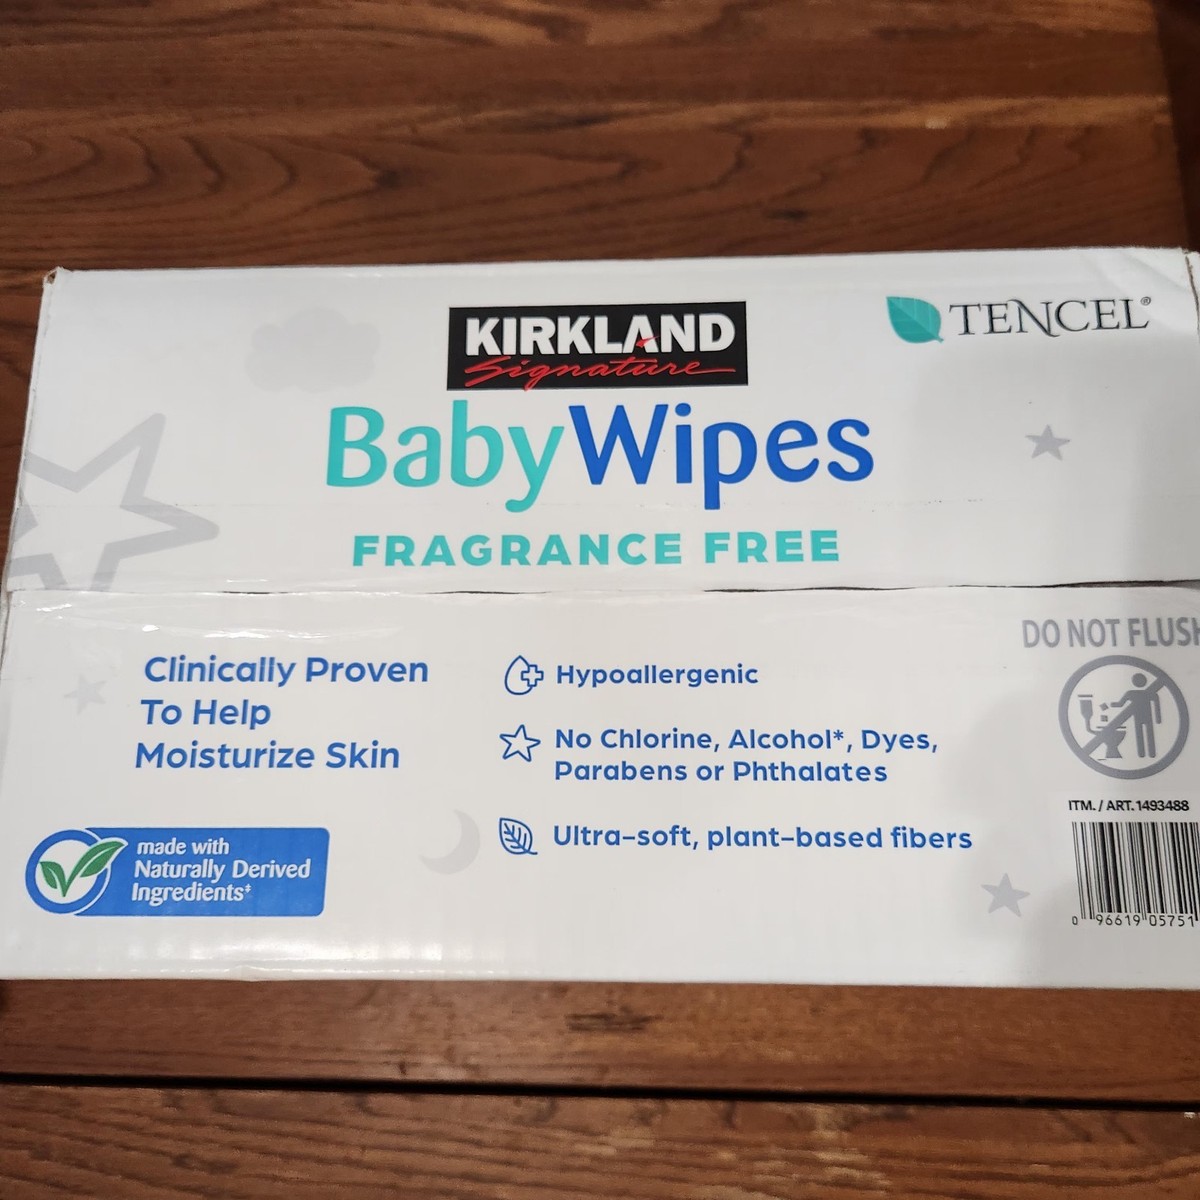 KIRKLAND
Signature
TENCEL®
BabyWipes
FRAGRANCE FREE
Clinically Proven
To Help
Moisturize Skin
made with
Naturally Derived
Ingredients‡
Hypoallergenic
No Chlorine, Alcohol*, Dyes,
Parabens or Phthalates
Ultra-soft, plant-based fibers
DO NOT FLUSH
ITM. / ART. 1493488
0 96619 05751